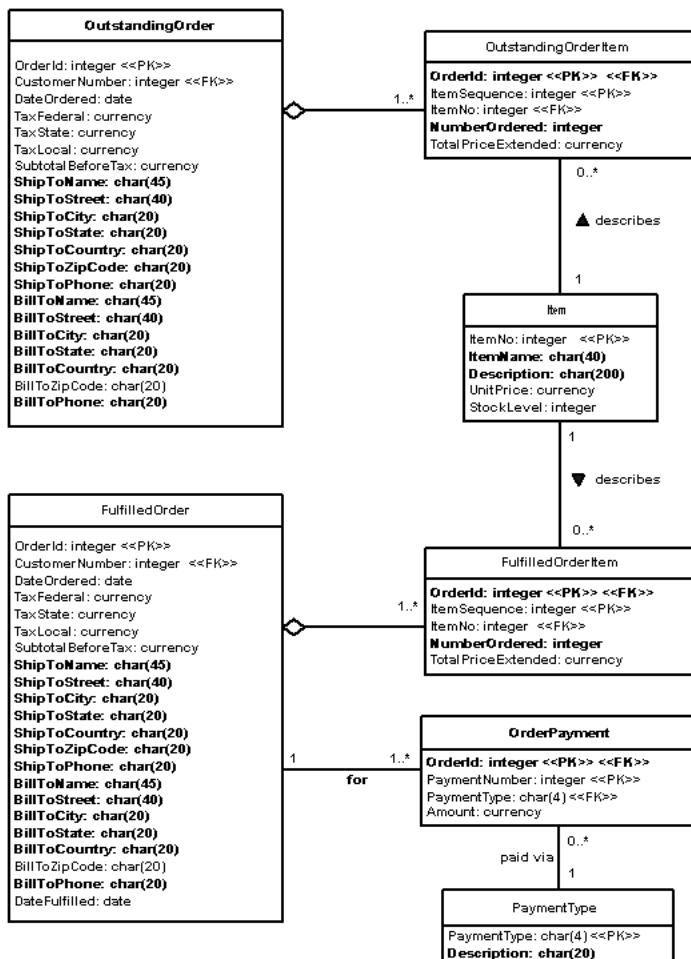 OutstandingOrder
OrderId: integer <<PK>>
CustomerNumber: integer <<FK>>
DateOrdered: date
TaxFederal: currency
TaxState: currency
TaxLocal: currency
SubtotalBeforeTax: currency
ShipToName: char(45)
ShipToStreet: char(40)
ShipToCity: char(20)
ShipToState: char(20)
ShipToCountry: char(20)
ShipToZipCode: char(20)
ShipToPhone: char(20)
BillToName: char(45)
BillToStreet: char(40)
BillToCity: char(20)
BillToState: char(20)
BillToCountry: char(20)
BillToZipCode: char(20)
BillToPhone: char(20)
1..*
OutstandingOrderItem
OrderId: integer <<PK>> <<FK>>
ItemSequence: integer <<PK>>
ItemNo: integer <<FK>>
NumberOrdered: integer
TotalPriceExtended: currency
0..*
▲ describes
1
Item
ItemNo: integer <<PK>>
ItemName: char(40)
Description: char(200)
UnitPrice: currency
StockLevel: integer
1
▼ describes
0..*
FulfilledOrder
OrderId: integer <<PK>>
CustomerNumber: integer <<FK>>
DateOrdered: date
TaxFederal: currency
TaxState: currency
TaxLocal: currency
SubtotalBeforeTax: currency
ShipToName: char(45)
ShipToStreet: char(40)
ShipToCity: char(20)
ShipToState: char(20)
ShipToCountry: char(20)
ShipToZipCode: char(20)
ShipToPhone: char(20)
BillToName: char(45)
BillToStreet: char(40)
BillToCity: char(20)
BillToState: char(20)
BillToCountry: char(20)
BillToZipCode: char(20)
BillToPhone: char(20)
DateFulfilled: date
1..*
FulfilledOrderItem
OrderId: integer <<PK>> <<FK>>
ItemSequence: integer <<PK>>
ItemNo: integer <<FK>>
NumberOrdered: integer
TotalPriceExtended: currency
1
for
1..*
OrderPayment
OrderId: integer <<PK>> <<FK>>
PaymentNumber: integer <<PK>>
PaymentType: char(4) <<FK>>
Amount: currency
0..*
paid via
1
PaymentType
PaymentType: char(4) <<PK>>
Description: char(20)